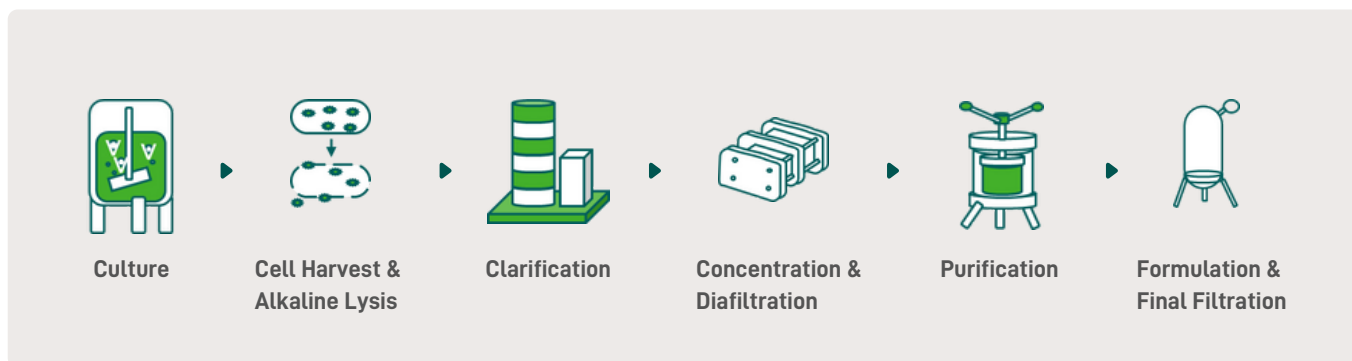 Culture
Cell Harvest &
Alkaline Lysis
Clarification
Concentration &
Diafiltration
Purification
Formulation &
Final Filtration